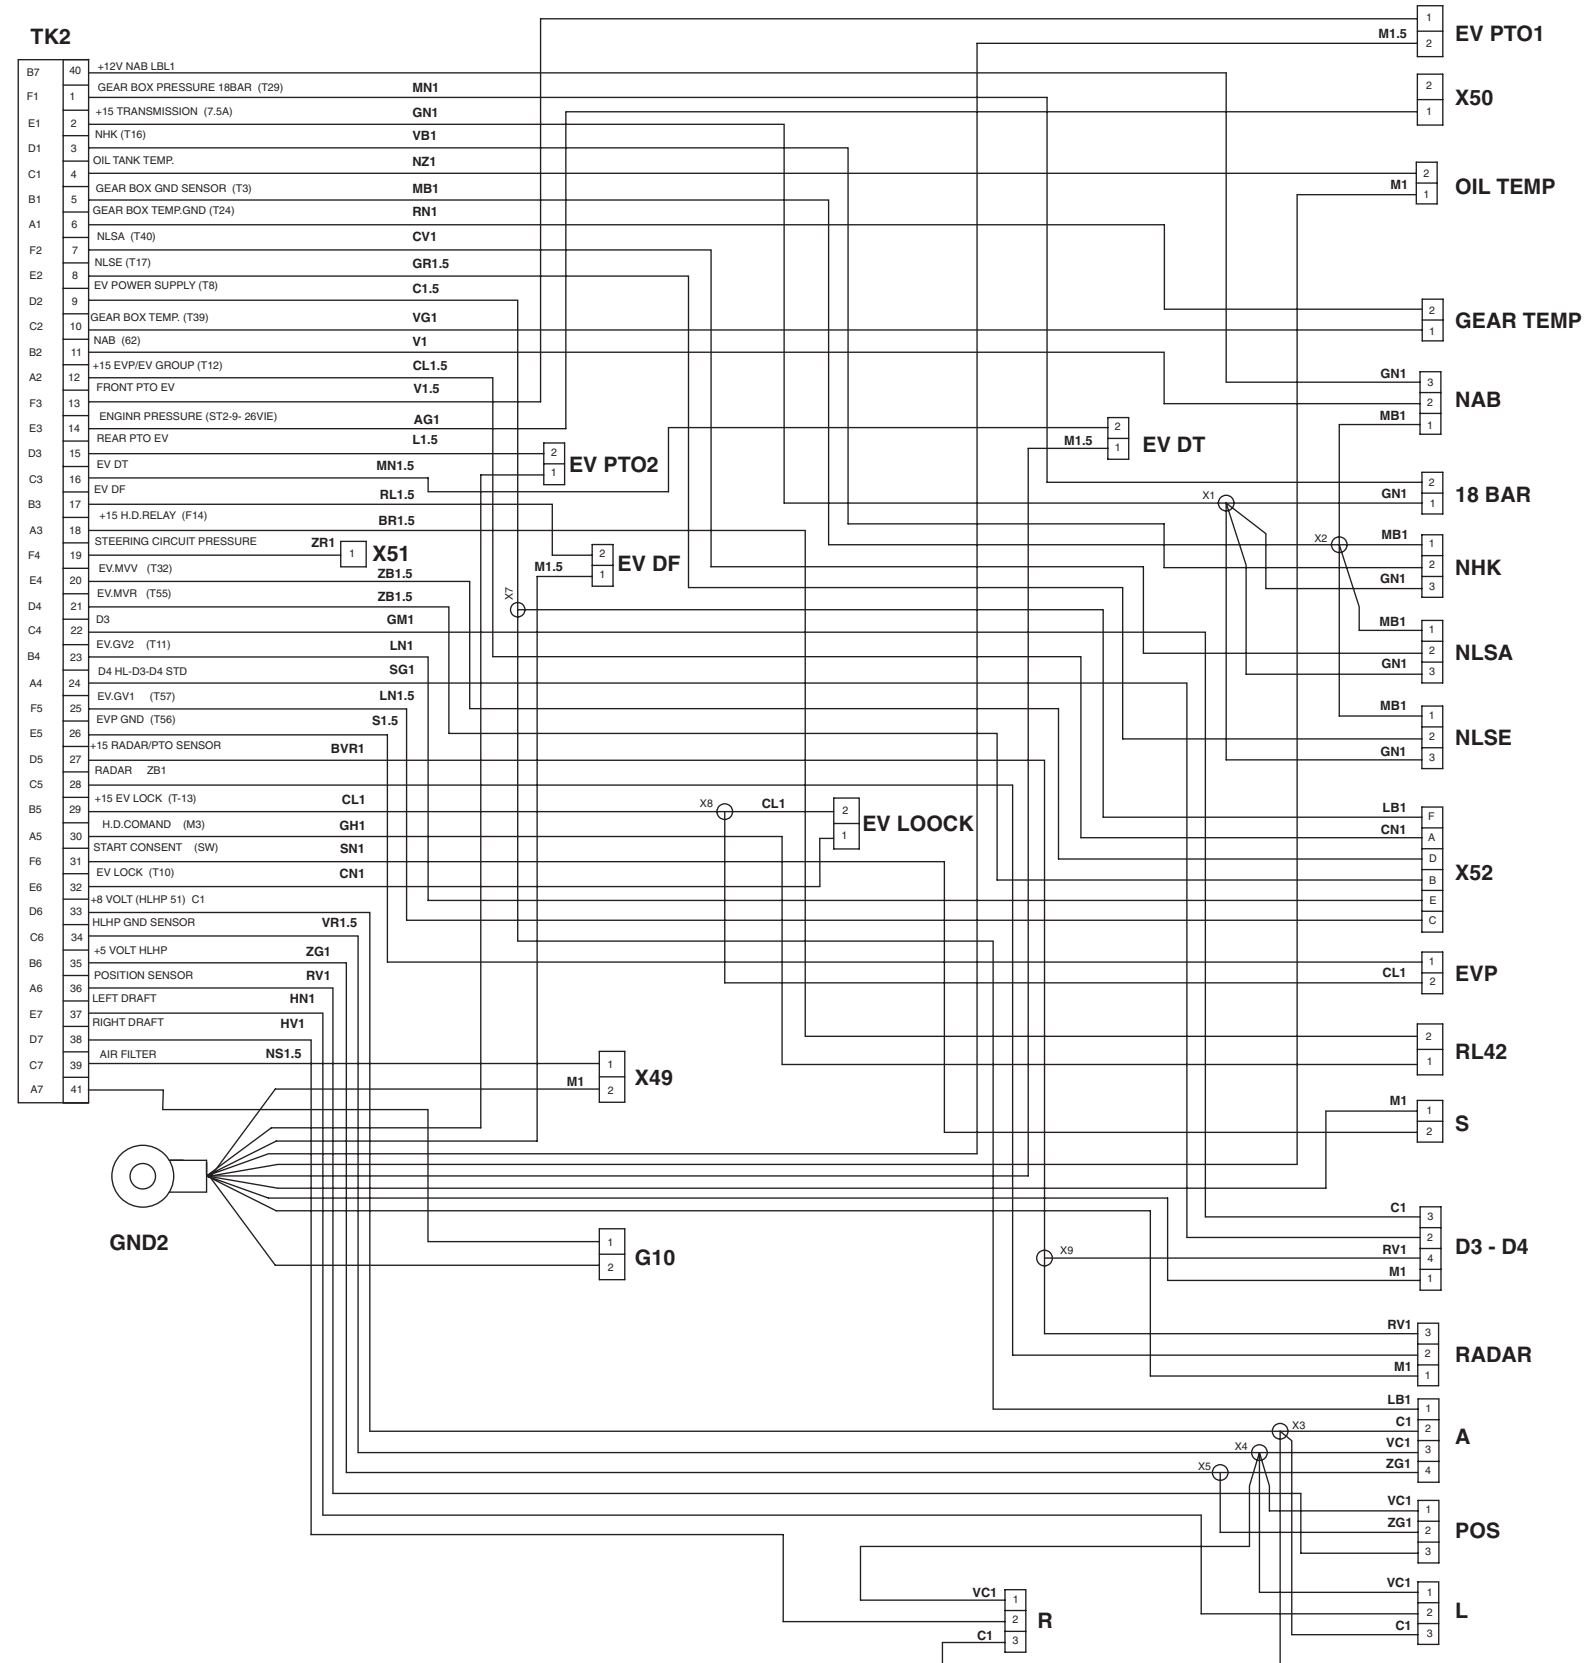 TK2
B7 40 +12V NAB LBL1
F1 1 GEAR BOX PRESSURE 18BAR (T29) MN1
E1 2 +15 TRANSMISSION (7.5A) GN1
D1 3 NHK (T16) VB1
C1 4 OIL TANK TEMP. NZ1
B1 5 GEAR BOX GND SENSOR (T3) MB1
A1 6 GEAR BOX TEMP.GND (T24) RN1
F2 7 NLSA (T40) CV1
E2 8 NLSE (T17) GR1.5
D2 9 EV POWER SUPPLY (T8) C1.5
C2 10 GEAR BOX TEMP. (T39) VG1
B2 11 NAB (62) V1
A2 12 +15 EVP/EV GROUP (T12) CL1.5
F3 13 FRONT PTO EV V1.5
E3 14 ENGINR PRESSURE (ST2-9- 26VIE) AG1
D3 15 REAR PTO EV L1.5
C3 16 EV DT MN1.5
B3 17 EV DF RL1.5
A3 18 +15 H.D.RELAY (F14) BR1.5
F4 19 STEERING CIRCUIT PRESSURE ZR1
E4 20 EV.MVV (T32) ZB1.5
D4 21 EV.MVR (T55) ZB1.5
C4 22 D3 GM1
B4 23 EV.GV2 (T11) LN1
A4 24 D4 HL-D3-D4 STD SG1
F5 25 EV.GV1 (T57) LN1.5
E5 26 EVP GND (T56) S1.5
D5 27 +15 RADAR/PTO SENSOR BVR1
C5 28 RADAR ZB1
B5 29 +15 EV LOCK (T-13) CL1
A5 30 H.D.COMAND (M3) GH1
F6 31 START CONSENT (SW) SN1
E6 32 EV LOCK (T10) CN1
D6 33 +8 VOLT (HLHP 51) C1
C6 34 HLHP GND SENSOR VR1.5
B6 35 +5 VOLT HLHP ZG1
A6 36 POSITION SENSOR RV1
E7 37 LEFT DRAFT HN1
D7 38 RIGHT DRAFT HV1
C7 39 AIR FILTER NS1.5
A7 41
GND2
2 EV PTO2
1
1 X51
2 EV DF
M1.5 1
X7
X8 CL1 2 EV LOOCK
1
1 X49
M1 2
1 G10
2
2 EV DT
M1.5 1
1 EV PTO1
M1.5 2
2 X50
1
2 OIL TEMP
M1 1
2 GEAR TEMP
1
GN1 3
2 NAB
MB1 1
2 18 BAR
X1 GN1 1
X2 MB1 1
2 NHK
GN1 3
MB1 1
2 NLSA
GN1 3
MB1 1
2 NLSE
GN1 3
LB1 F
CN1 A
D X52
B
E
C
1 EVP
CL1 2
2 RL42
1
M1 1 S
2
C1 3
2 D3 - D4
X9 RV1 4
M1 1
RV1 3
2 RADAR
M1 1
LB1 1
X3 C1 2 A
X4 VC1 3
X5 ZG1 4
VC1 1
ZG1 2 POS
3
VC1 1
2 L
C1 3
VC1 1
2 R
C1 3